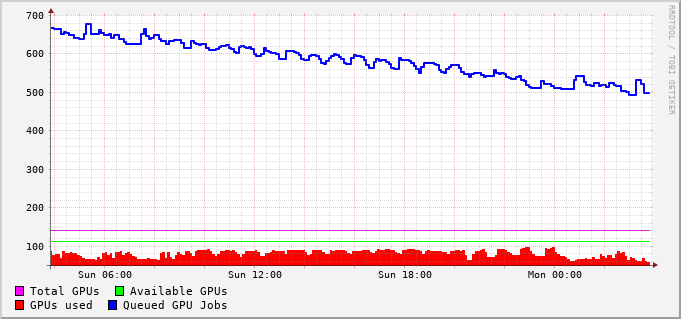 700
600
500
400
300
200
100
Sun 06:00 Sun 12:00 Sun 18:00 Mon 00:00
Total GPUs Available GPUs
GPUs used Queued GPU Jobs
RRDTOOL / TOBI OETIKER